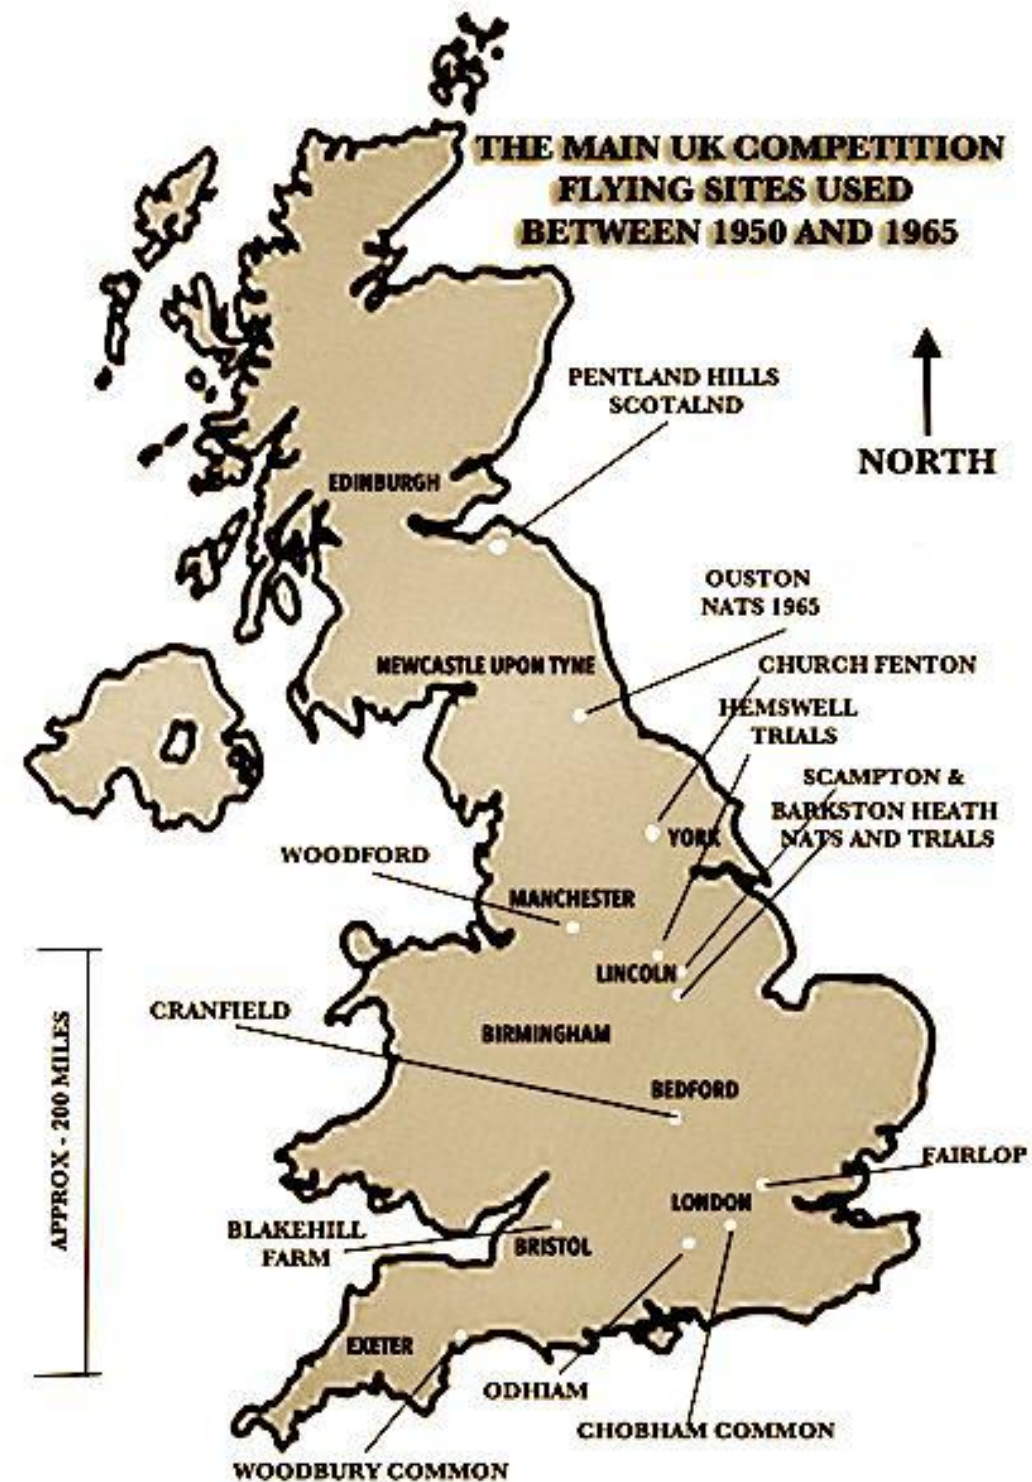 THE MAIN UK COMPETITION
FLYING SITES USED
BETWEEN 1950 AND 1965
PENTLAND HILLS
SCOTALND
NORTH
EDINBURGH
OUSTON
NATS 1965
NEWCASTLE UPON TYNE
CHURCH FENTON
HEMSWELL
TRIALS
SCAMPTON &
BARKSTON HEATH
NATS AND TRIALS
YORK
WOODFORD
MANCHESTER
LINCOLN
CRANFIELD
BIRMINGHAM
BEDFORD
APPROX - 200 MILES
FAIRLOP
LONDON
BLAKEHILL
FARM
BRISTOL
EXETER
ODHIAM
CHOBHAM COMMON
WOODBURY COMMON